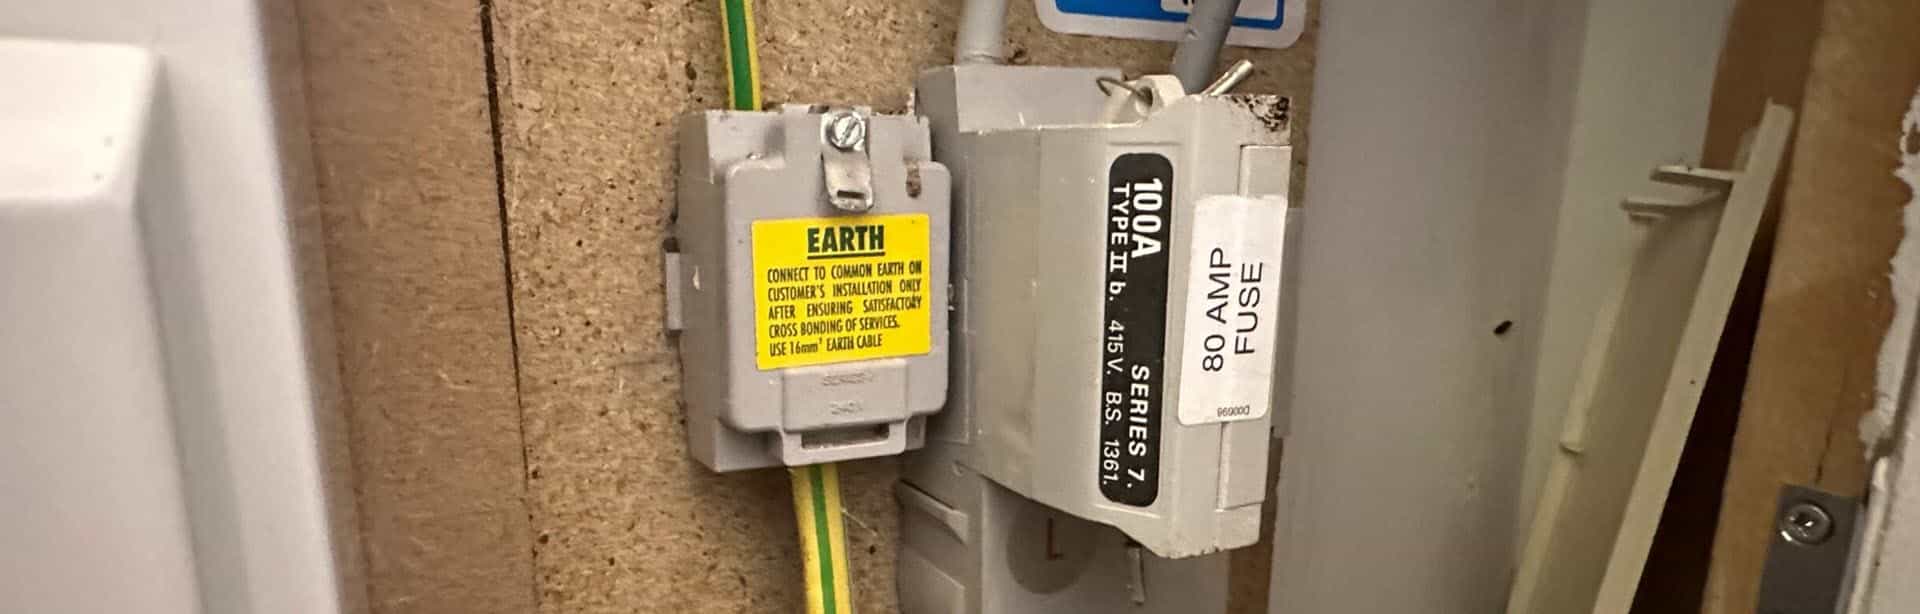 EARTH
CONNECT TO COMMON EARTH ON
CUSTOMER'S INSTALLATION ONLY
AFTER ENSURING SATISFACTORY
CROSS BONDING OF SERVICES.
USE 16mm² EARTH CABLE
100A SERIES 7.
TYPE II b. 415V. B.S. 1361.
80 AMP
FUSE
L